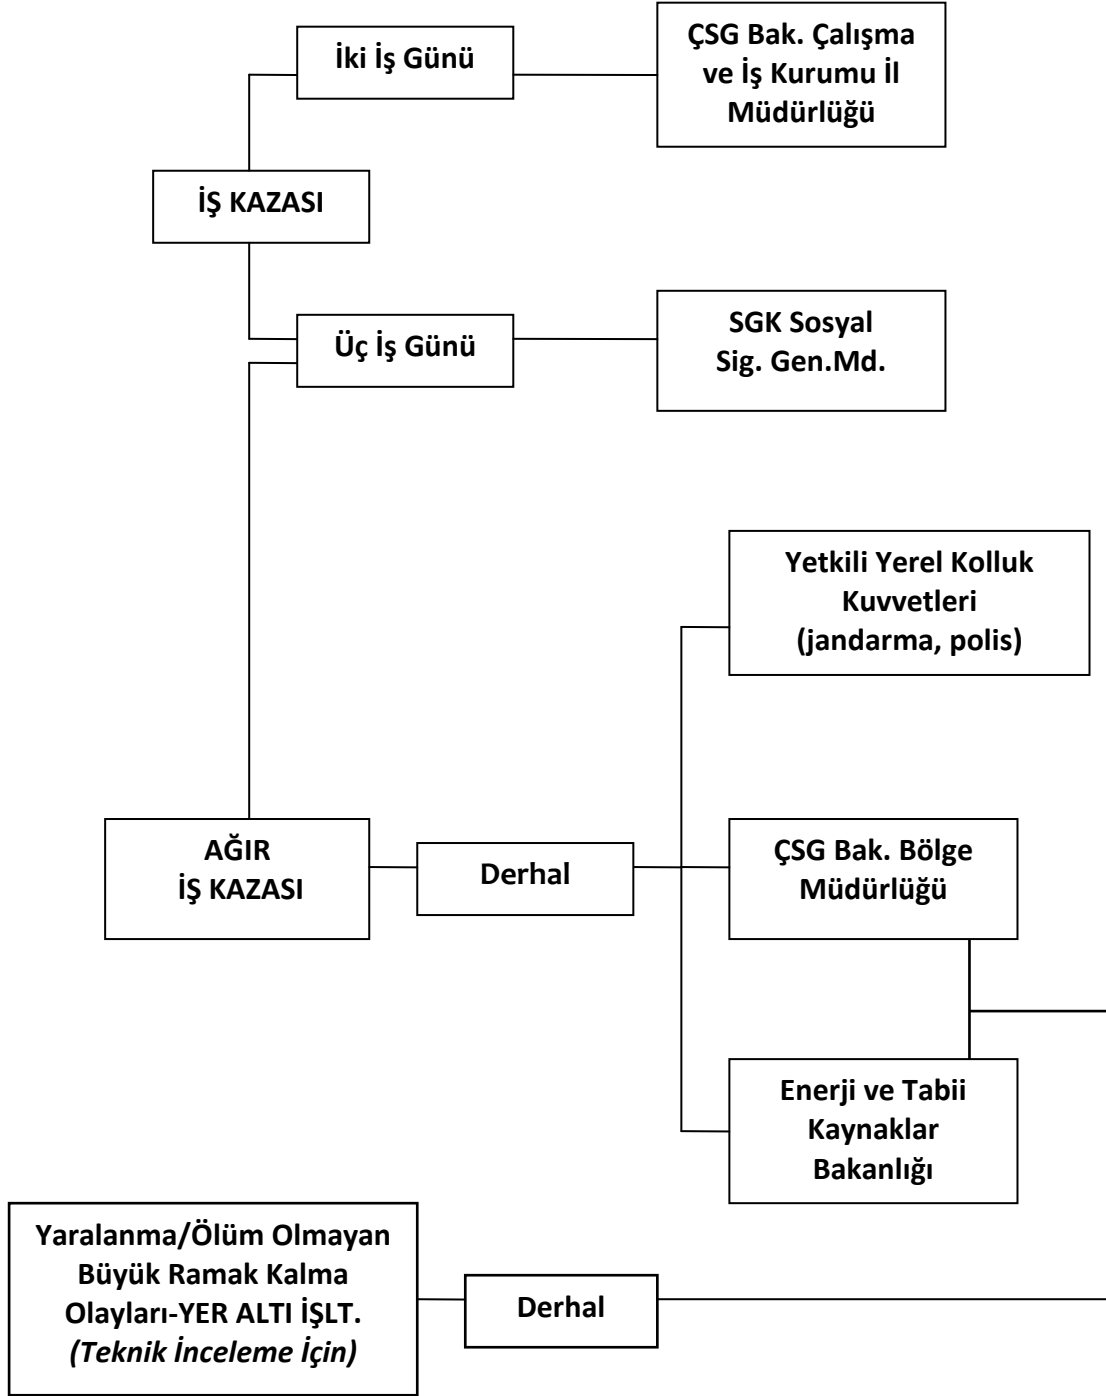 İki İş Günü
ÇSG Bak. Çalışma
ve İş Kurumu İl
Müdürlüğü
İŞ KAZASI
Üç İş Günü
SGK Sosyal
Sig. Gen.Md.
Yetkili Yerel Kolluk
Kuvvetleri
(jandarma, polis)
AĞIR
İŞ KAZASI
Derhal
ÇSG Bak. Bölge
Müdürlüğü
Enerji ve Tabii
Kaynaklar
Bakanlığı
Yaralanma/Ölüm Olmayan
Büyük Ramak Kalma
Olayları-YER ALTI İŞLT.
(Teknik İnceleme İçin)
Derhal